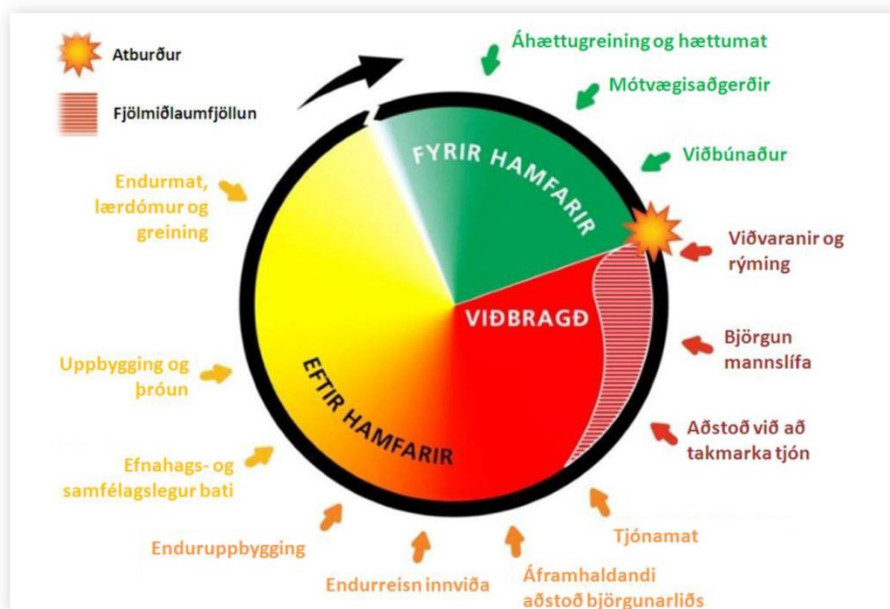 Atburður
Fjölmiðlaumfjöllun
Áhættugreining og hættumat
Mótvægisaðgerðir
Viðbúnaður
Viðvaranir og
rýming
Björgun
mannslífa
Aðstoð við að
takmarka tjón
Tjónamat
Áframhaldandi
aðstoð björgunarliðs
Endurreisn innviða
Enduruppbygging
Efnahags- og
samfélagslegur bati
Uppbygging og
þróun
Endurmat,
lærdómur og
greining
FYRIR HAMFARIR
VIÐBRAGÐ
EFTIR HAMFARIR